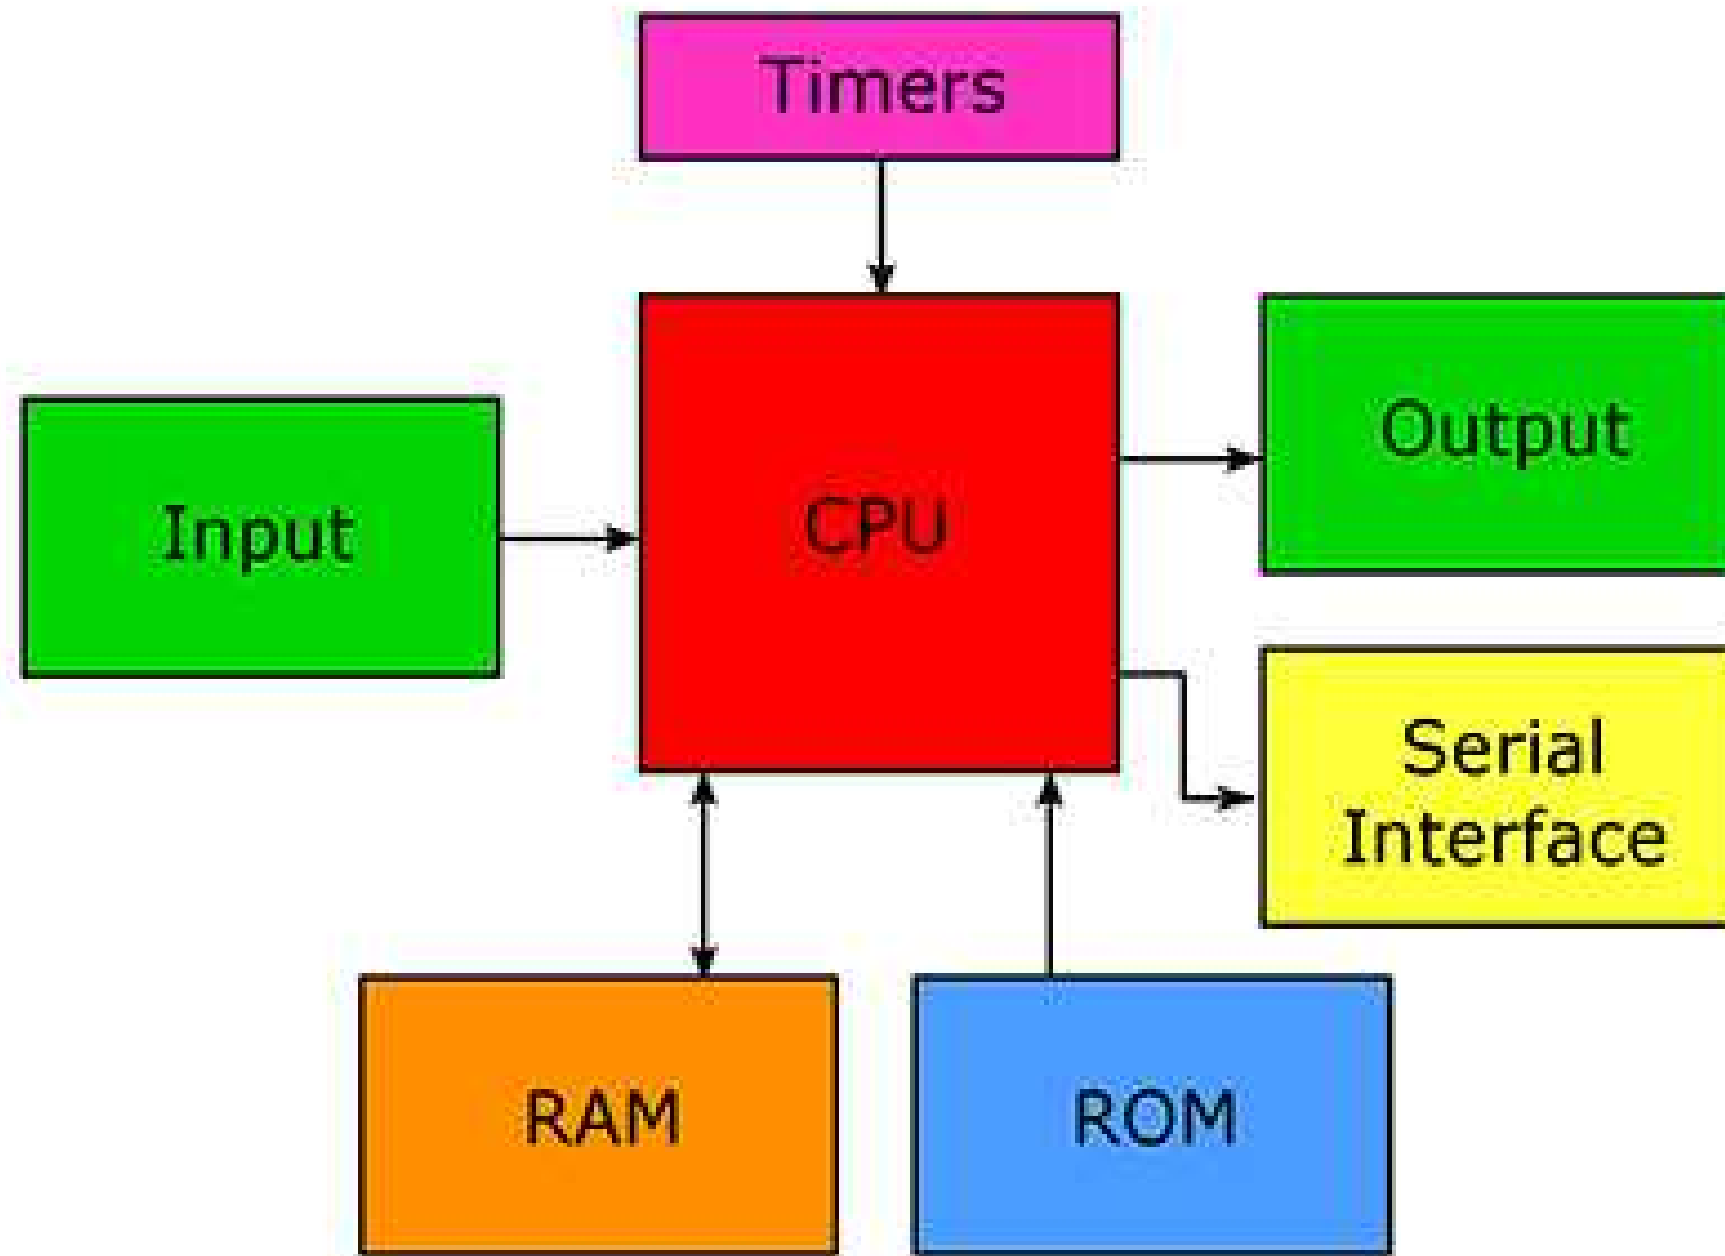 Timers
Input
CPU
Output
Serial
Interface
RAM
ROM